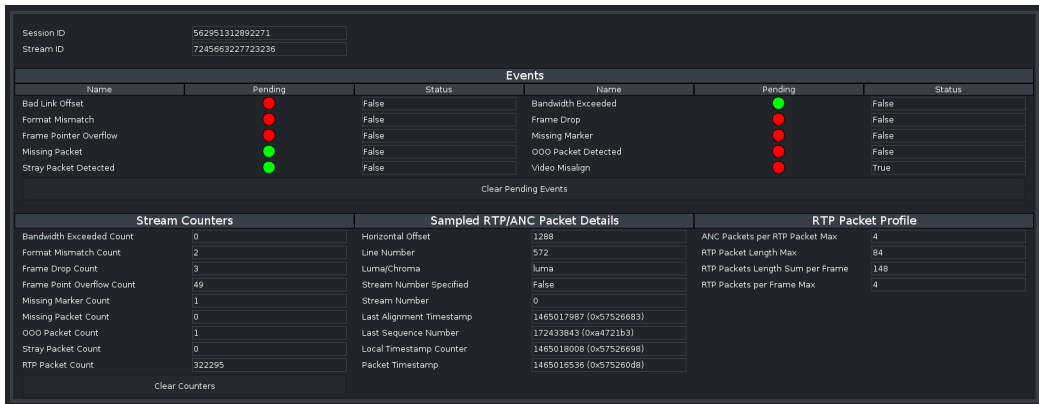 Session ID 562951312892271
Stream ID 7245663227723236
Events
Name Pending Status Name Pending Status
Bad Link Offset False Bandwidth Exceeded False
Format Mismatch False Frame Drop False
Frame Pointer Overflow False Missing Marker False
Missing Packet False OOO Packet Detected False
Stray Packet Detected False Video Misalign True
Clear Pending Events
Stream Counters Sampled RTP/ANC Packet Details RTP Packet Profile
Bandwidth Exceeded Count 0 Horizontal Offset 1288 ANC Packets per RTP Packet Max 4
Format Mismatch Count 2 Line Number 572 RTP Packet Length Max 84
Frame Drop Count 3 Luma/Chroma luma RTP Packets Length Sum per Frame 148
Frame Point Overflow Count 49 Stream Number Specified False RTP Packets per Frame Max 4
Missing Marker Count 1 Stream Number 0
Missing Packet Count 0 Last Alignment Timestamp 1465017987 (0x57526683)
OOO Packet Count 1 Last Sequence Number 172433843 (0xa4721b3)
Stray Packet Count 0 Local Timestamp Counter 1465018008 (0x57526698)
RTP Packet Count 322295 Packet Timestamp 1465016536 (0x575260d8)
Clear Counters